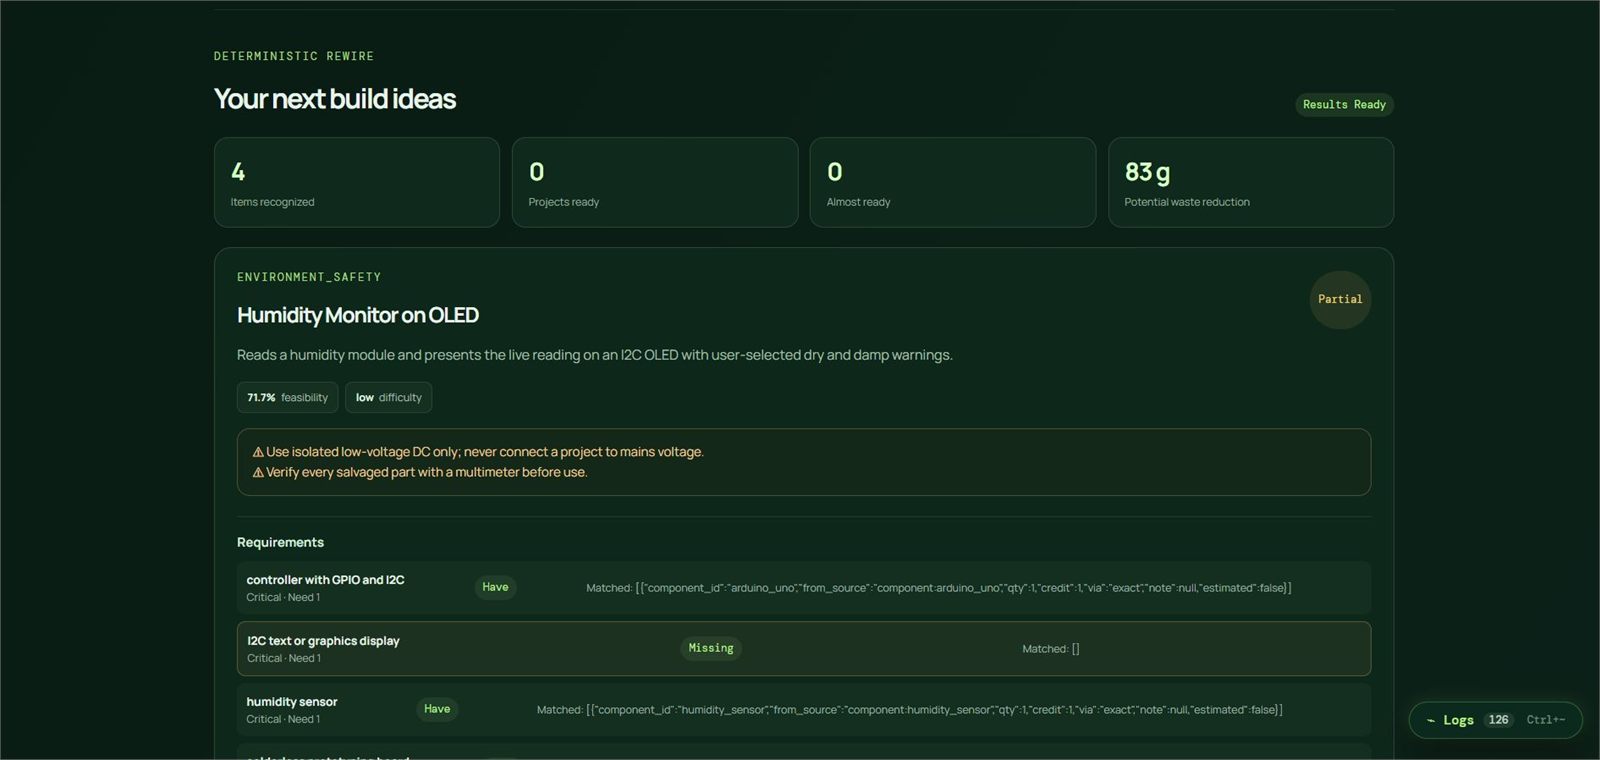 DETERMINISTIC REWIRE
Your next build ideas
Results Ready
4
Items recognized
0
Projects ready
0
Almost ready
83 g
Potential waste reduction
ENVIRONMENT_SAFETY
Partial
Humidity Monitor on OLED
Reads a humidity module and presents the live reading on an I2C OLED with user-selected dry and damp warnings.
71.7% feasibility
low difficulty
⚠ Use isolated low-voltage DC only; never connect a project to mains voltage.
⚠ Verify every salvaged part with a multimeter before use.
Requirements
controller with GPIO and I2C
Critical · Need 1
Have
Matched: [{"component_id":"arduino_uno","from_source":"component:arduino_uno","qty":1,"credit":1,"via":"exact","note":null,"estimated":false}]
I2C text or graphics display
Critical · Need 1
Missing
Matched: []
humidity sensor
Critical · Need 1
Have
Matched: [{"component_id":"humidity_sensor","from_source":"component:humidity_sensor","qty":1,"credit":1,"via":"exact","note":null,"estimated":false}]
Logs 126 Ctrl+~